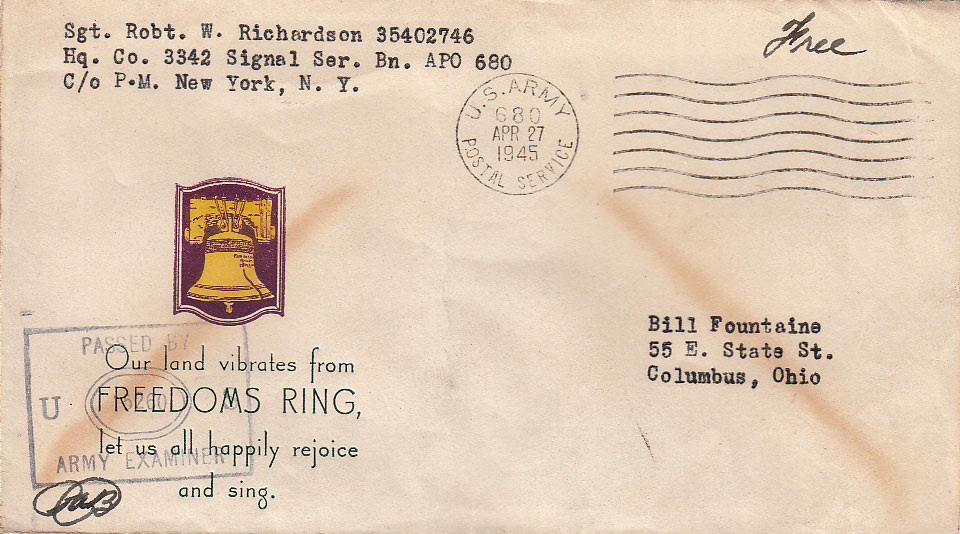 Sgt. Robt. W. Richardson 35402746
Hq. Co. 3342 Signal Ser. Bn. APO 680
C/o P.M. New York, N. Y.
Free
U.S. ARMY
680
APR 27
1945
POSTAL SERVICE
Bill Fountaine
55 E. State St.
Columbus, Ohio
PASSED BY
U S
ARMY EXAMINER
Our land vibrates from
FREEDOMS RING,
let us all happily rejoice
and sing.